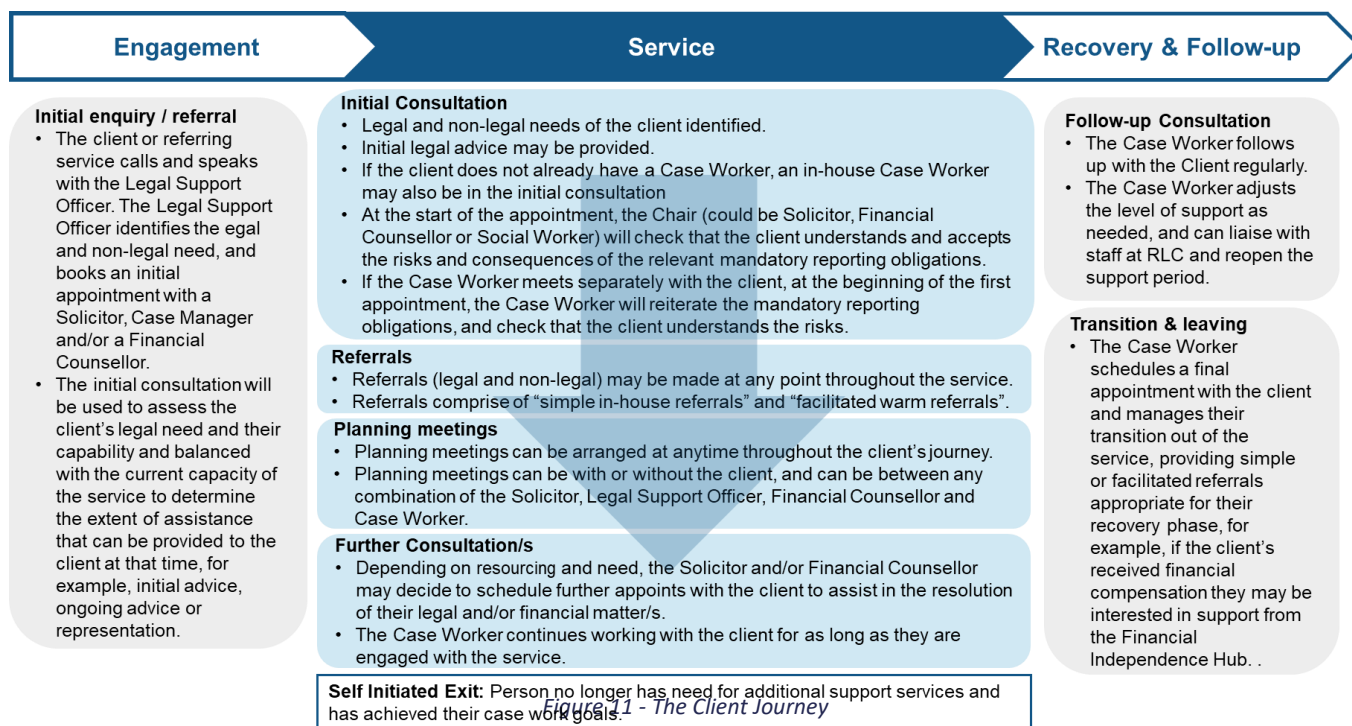 Engagement
Service
Recovery & Follow-up
Initial enquiry / referral
• The client or referring
service calls and speaks
with the Legal Support
Officer. The Legal Support
Officer identifies the egal
and non-legal need, and
books an initial
appointment with a
Solicitor, Case Manager
and/or a Financial
Counsellor.
• The initial consultation will
be used to assess the
client’s legal need and their
capability and balanced
with the current capacity of
the service to determine
the extent of assistance
that can be provided to the
client at that time, for
example, initial advice,
ongoing advice or
representation.
Initial Consultation
• Legal and non-legal needs of the client identified.
• Initial legal advice may be provided.
• If the client does not already have a Case Worker, an in-house Case Worker
may also be in the initial consultation
• At the start of the appointment, the Chair (could be Solicitor, Financial
Counsellor or Social Worker) will check that the client understands and accepts
the risks and consequences of the relevant mandatory reporting obligations.
• If the Case Worker meets separately with the client, at the beginning of the first
appointment, the Case Worker will reiterate the mandatory reporting
obligations, and check that the client understands the risks.
Referrals
• Referrals (legal and non-legal) may be made at any point throughout the service.
• Referrals comprise of “simple in-house referrals” and “facilitated warm referrals”.
Planning meetings
• Planning meetings can be arranged at anytime throughout the client’s journey.
• Planning meetings can be with or without the client, and can be between any
combination of the Solicitor, Legal Support Officer, Financial Counsellor and
Case Worker.
Further Consultation/s
• Depending on resourcing and need, the Solicitor and/or Financial Counsellor
may decide to schedule further appoints with the client to assist in the resolution
of their legal and/or financial matter/s.
• The Case Worker continues working with the client for as long as they are
engaged with the service.
Self Initiated Exit: Person no longer has need for additional support services and
has achieved their case work goals.
Figure 11 - The Client Journey
Follow-up Consultation
• The Case Worker follows
up with the Client regularly.
• The Case Worker adjusts
the level of support as
needed, and can liaise with
staff at RLC and reopen the
support period.
Transition & leaving
• The Case Worker
schedules a final
appointment with the client
and manages their
transition out of the
service, providing simple
or facilitated referrals
appropriate for their
recovery phase, for
example, if the client’s
received financial
compensation they may be
interested in support from
the Financial
Independence Hub. .